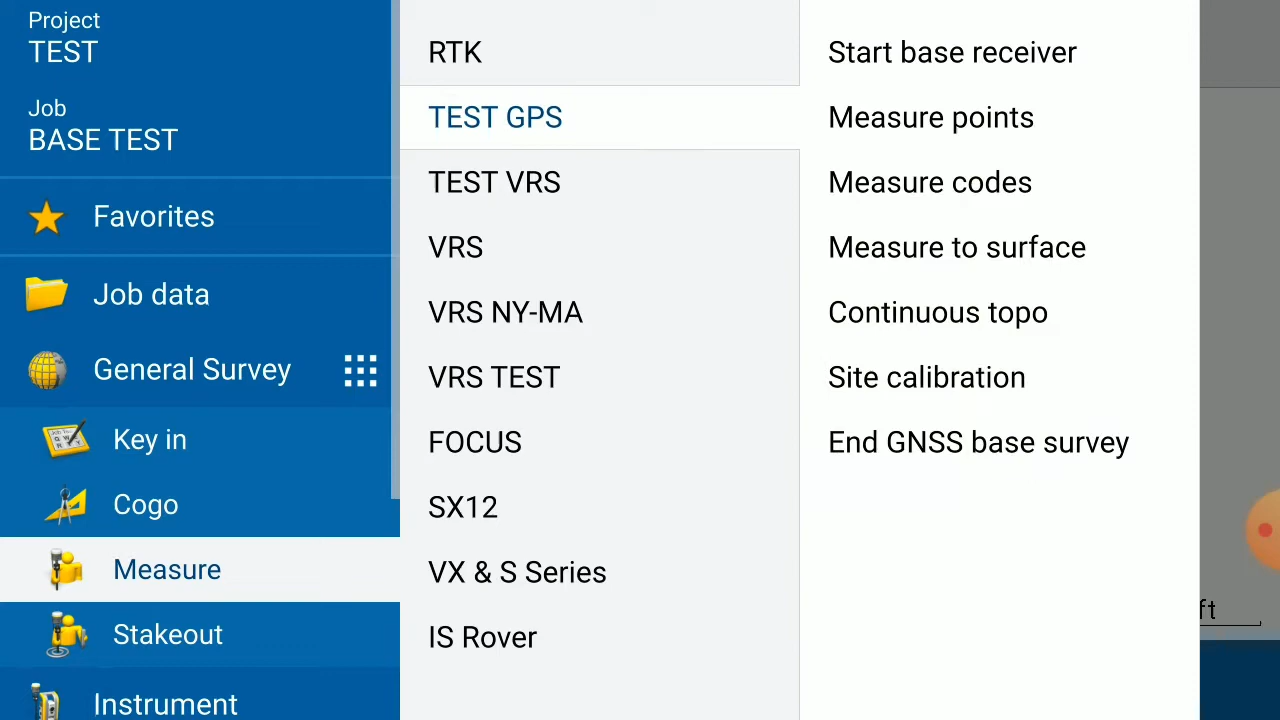 Project
TEST
Job
BASE TEST
Favorites
Job data
General Survey
Key in
Cogo
Measure
Stakeout
Instrument
RTK
TEST GPS
TEST VRS
VRS
VRS NY-MA
VRS TEST
FOCUS
SX12
VX & S Series
IS Rover
Start base receiver
Measure points
Measure codes
Measure to surface
Continuous topo
Site calibration
End GNSS base survey
ft